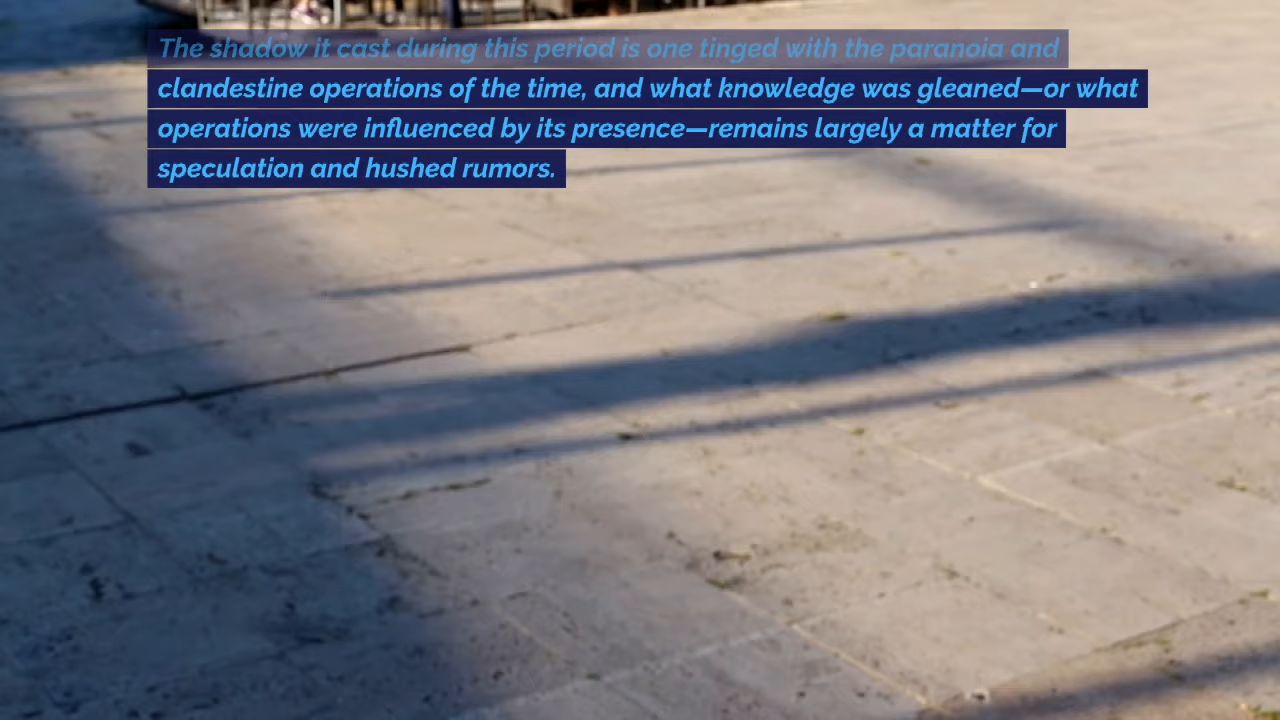 The shadow it cast during this period is one tinged with the paranoia and
clandestine operations of the time, and what knowledge was gleaned—or what
operations were influenced by its presence—remains largely a matter for
speculation and hushed rumors.